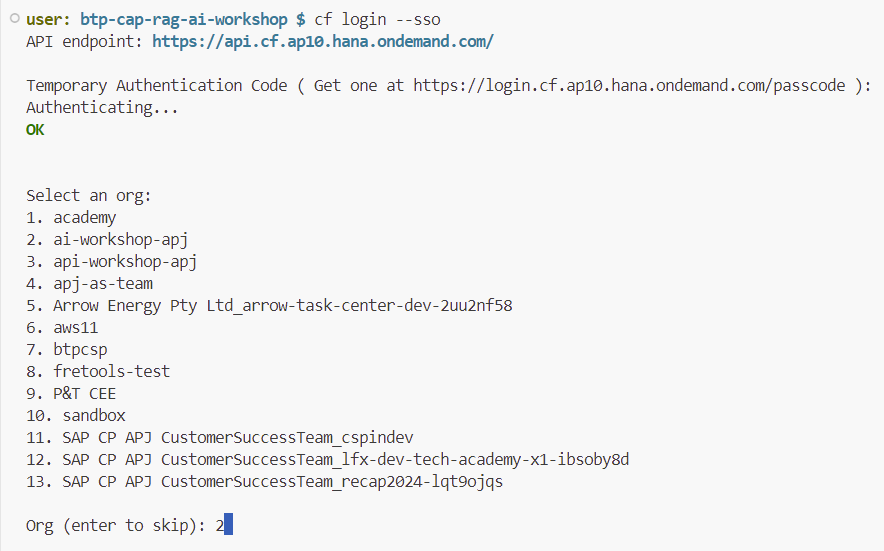 user: btp-cap-rag-ai-workshop $ cf login --sso
API endpoint: https://api.cf.ap10.hana.ondemand.com/
Temporary Authentication Code ( Get one at https://login.cf.ap10.hana.ondemand.com/passcode ):
Authenticating...
OK
Select an org:
1. academy
2. ai-workshop-apj
3. api-workshop-apj
4. apj-as-team
5. Arrow Energy Pty Ltd_arrow-task-center-dev-2uu2nf58
6. aws11
7. btpcsp
8. fretools-test
9. P&T CEE
10. sandbox
11. SAP CP APJ CustomerSuccessTeam_cspindev
12. SAP CP APJ CustomerSuccessTeam_lfx-dev-tech-academy-x1-ibsoby8d
13. SAP CP APJ CustomerSuccessTeam_recap2024-lqt9ojqs
Org (enter to skip): 2